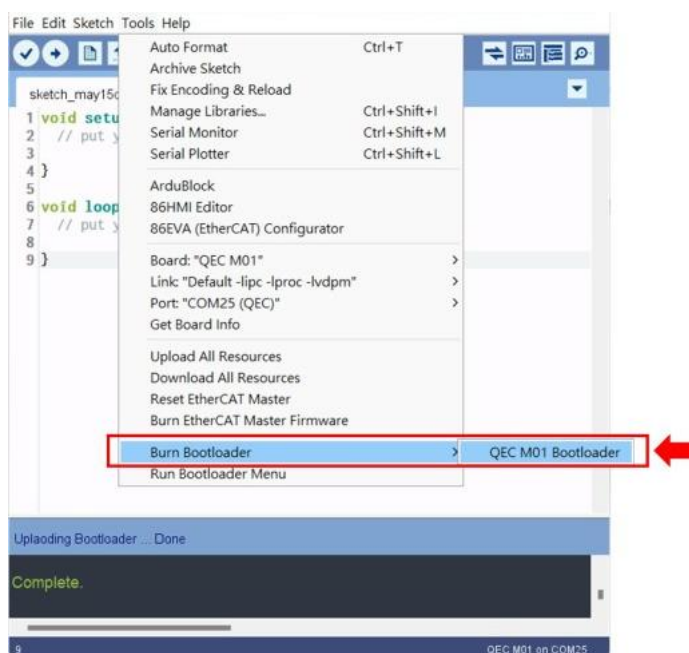 File Edit Sketch Tools Help
Auto Format Ctrl+T
Archive Sketch
Fix Encoding & Reload
Manage Libraries... Ctrl+Shift+I
Serial Monitor Ctrl+Shift+M
Serial Plotter Ctrl+Shift+L
ArduBlock
86HMI Editor
86EVA (EtherCAT) Configurator
Board: "QEC M01" >
Link: "Default -lipc -lproc -lvdpm" >
Port: "COM25 (QEC)" >
Get Board Info
Upload All Resources
Download All Resources
Reset EtherCAT Master
Burn EtherCAT Master Firmware
Burn Bootloader > QEC M01 Bootloader
Run Bootloader Menu
sketch_may15
1 void setu
2 // put y
3
4 }
5
6 void loop
7 // put y
8
9 }
Uplaoding Bootloader ... Done
Complete.
9 QEC M01 on COM25